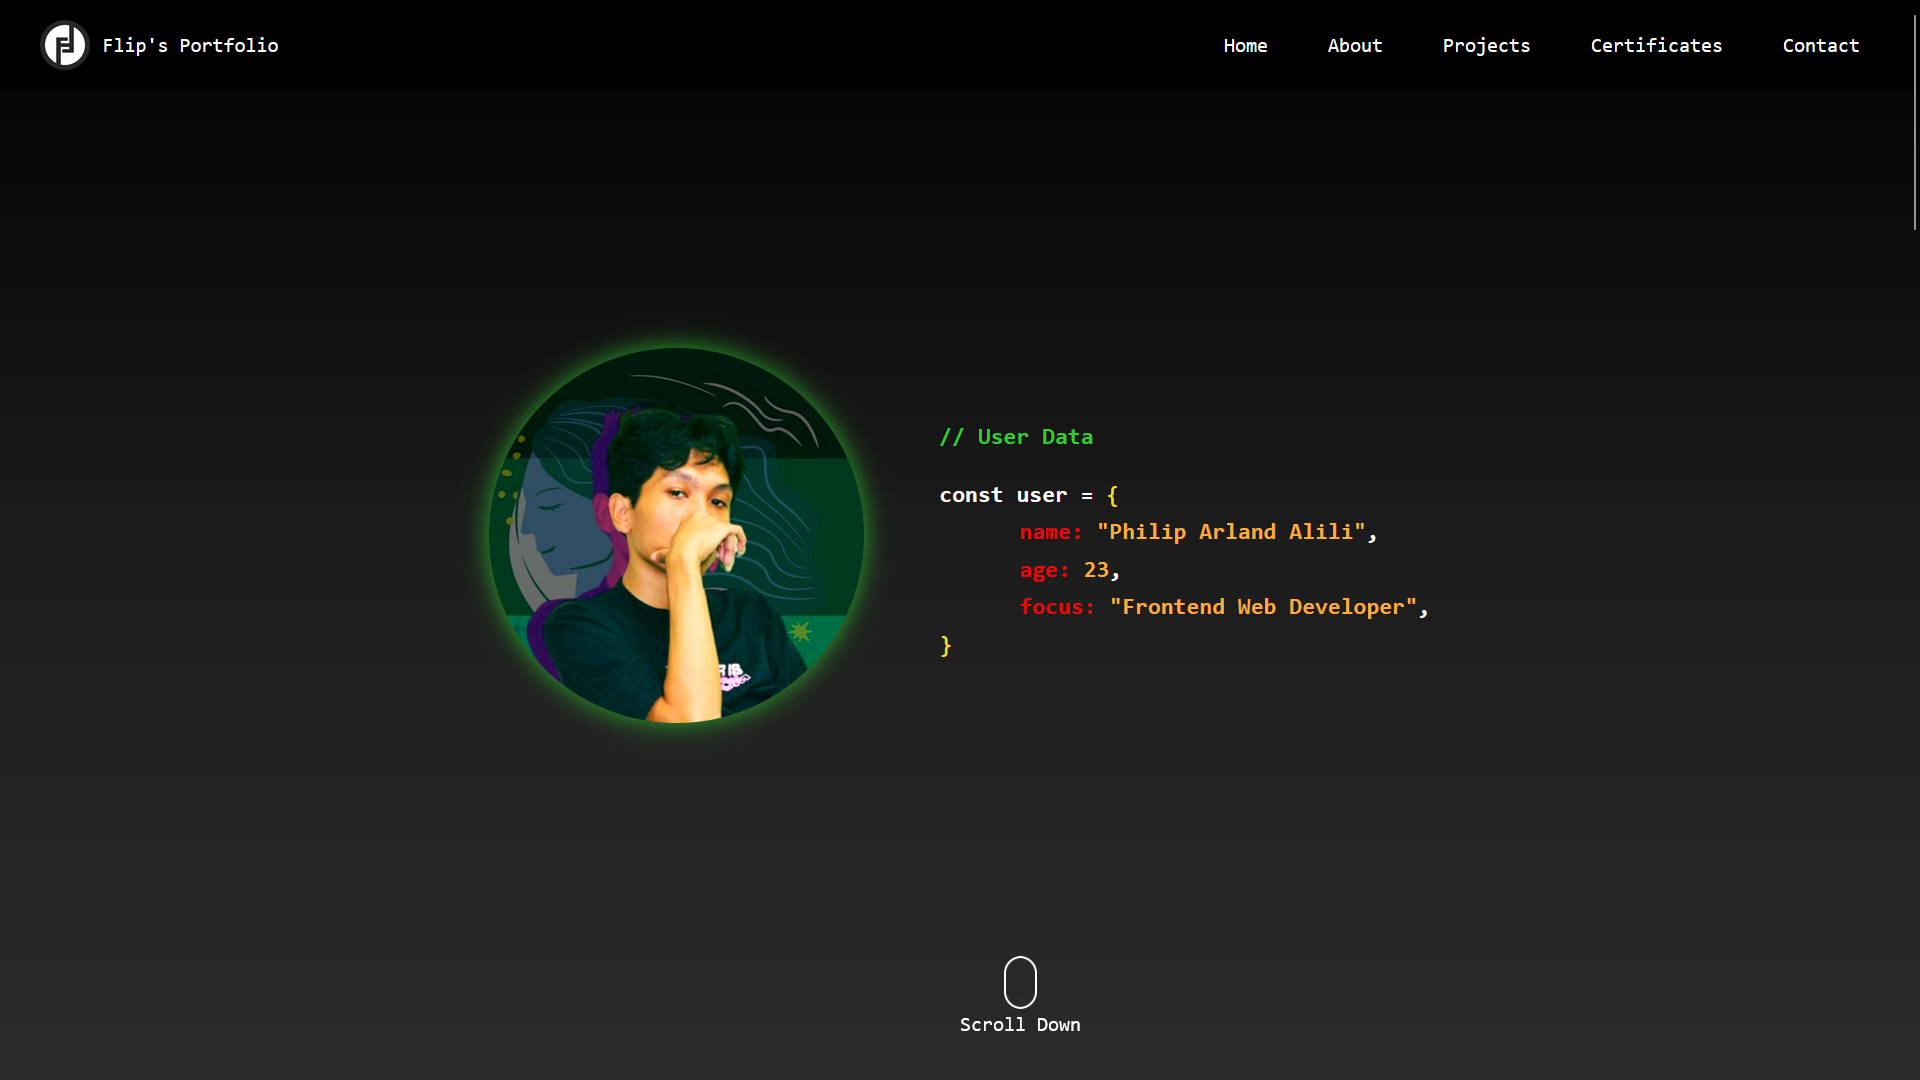 Flip's Portfolio
Home
About
Projects
Certificates
Contact
// User Data
const user = {
name: "Philip Arland Alili",
age: 23,
focus: "Frontend Web Developer",
}
Scroll Down